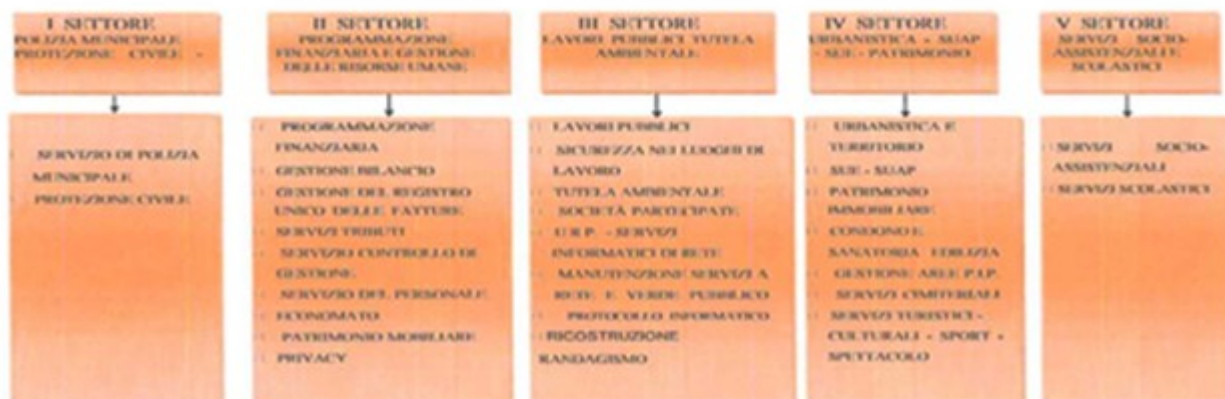 I SETTORE
POLIZIA MUNICIPALE
PROTEZIONE CIVILE -
II SETTORE
PROGRAMMAZIONE
FINANZIARIA E GESTIONE
DELLE RISORSE UMANE
III SETTORE
LAVORI PUBBLICI TUTELA
AMBIENTALE
IV SETTORE
URBANISTICA - SUAP
- SUE - PATRIMONIO
V SETTORE
SERVIZI SOCIO-
ASSISTENZIALI E
SCOLASTICI
SERVIZIO DI POLIZIA
MUNICIPALE
PROTEZIONE CIVILE
PROGRAMMAZIONE
FINANZIARIA
GESTIONE BILANCIO
GESTIONE DEL REGISTRO
UNICO DELLE FATTURE
SERVIZI TRIBUTI
SERVIZIO CONTROLLO DI
GESTIONE
SERVIZIO DEL PERSONALE
ECONOMATO
PATRIMONIO MOBILIARE
PRIVACY
LAVORI PUBBLICI
SICUREZZA NEI LUOGHI DI
LAVORO
TUTELA AMBIENTALE
SOCIETÀ PARTECIPATE
U.R.P. - SERVIZI
INFORMATICI DI RETE
MANUTENZIONE SERVIZI A
RETE E VERDE PUBBLICO
PROTOCOLLO INFORMATICO
RICOSTRUZIONE
RANDAGISMO
URBANISTICA E
TERRITORIO
SUE - SUAP
PATRIMONIO
IMMOBILIARE
CONDONO E
SANATORIA EDILIZIA
GESTIONE AREE P.I.P.
SERVIZI CIMITERIALI
SERVIZI TURISTICI -
CULTURALI - SPORT -
SPETTACOLO
SERVIZI SOCIO-
ASSISTENZIALI
SERVIZI SCOLASTICI